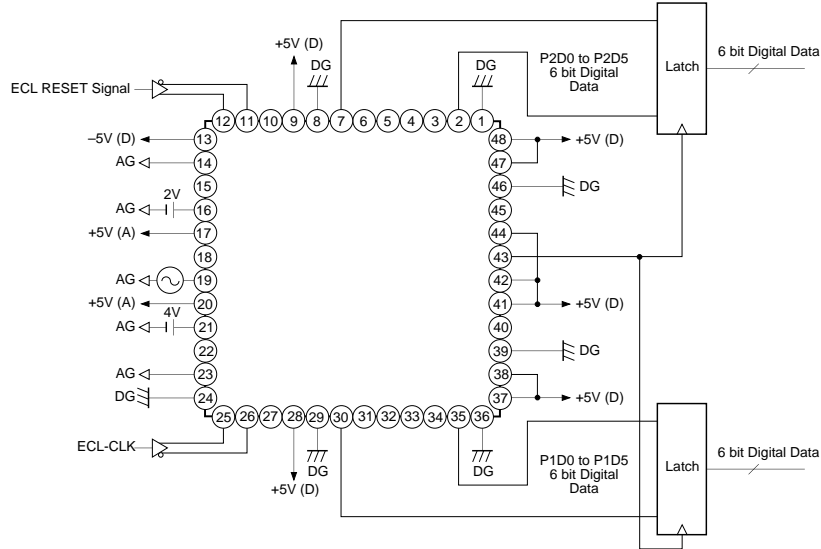 +5V (D)
DG
DG
P2D0 to P2D5
6 bit Digital
Data
Latch
6 bit Digital Data
ECL RESET Signal
12 11 10 9 8 7 6 5 4 3 2 1
–5V (D) 13
48 +5V (D)
AG 14
47
15
46 DG
2V
AG 16
45
+5V (A) 17
44
18
43
AG 19
42
+5V (A) 20
41 +5V (D)
4V
AG 21
40
22
39 DG
AG 23
38
DG 24
37 +5V (D)
25 26 27 28 29 30 31 32 33 34 35 36
ECL-CLK
DG
+5V (D)
DG
P1D0 to P1D5
6 bit Digital
Data
Latch
6 bit Digital Data